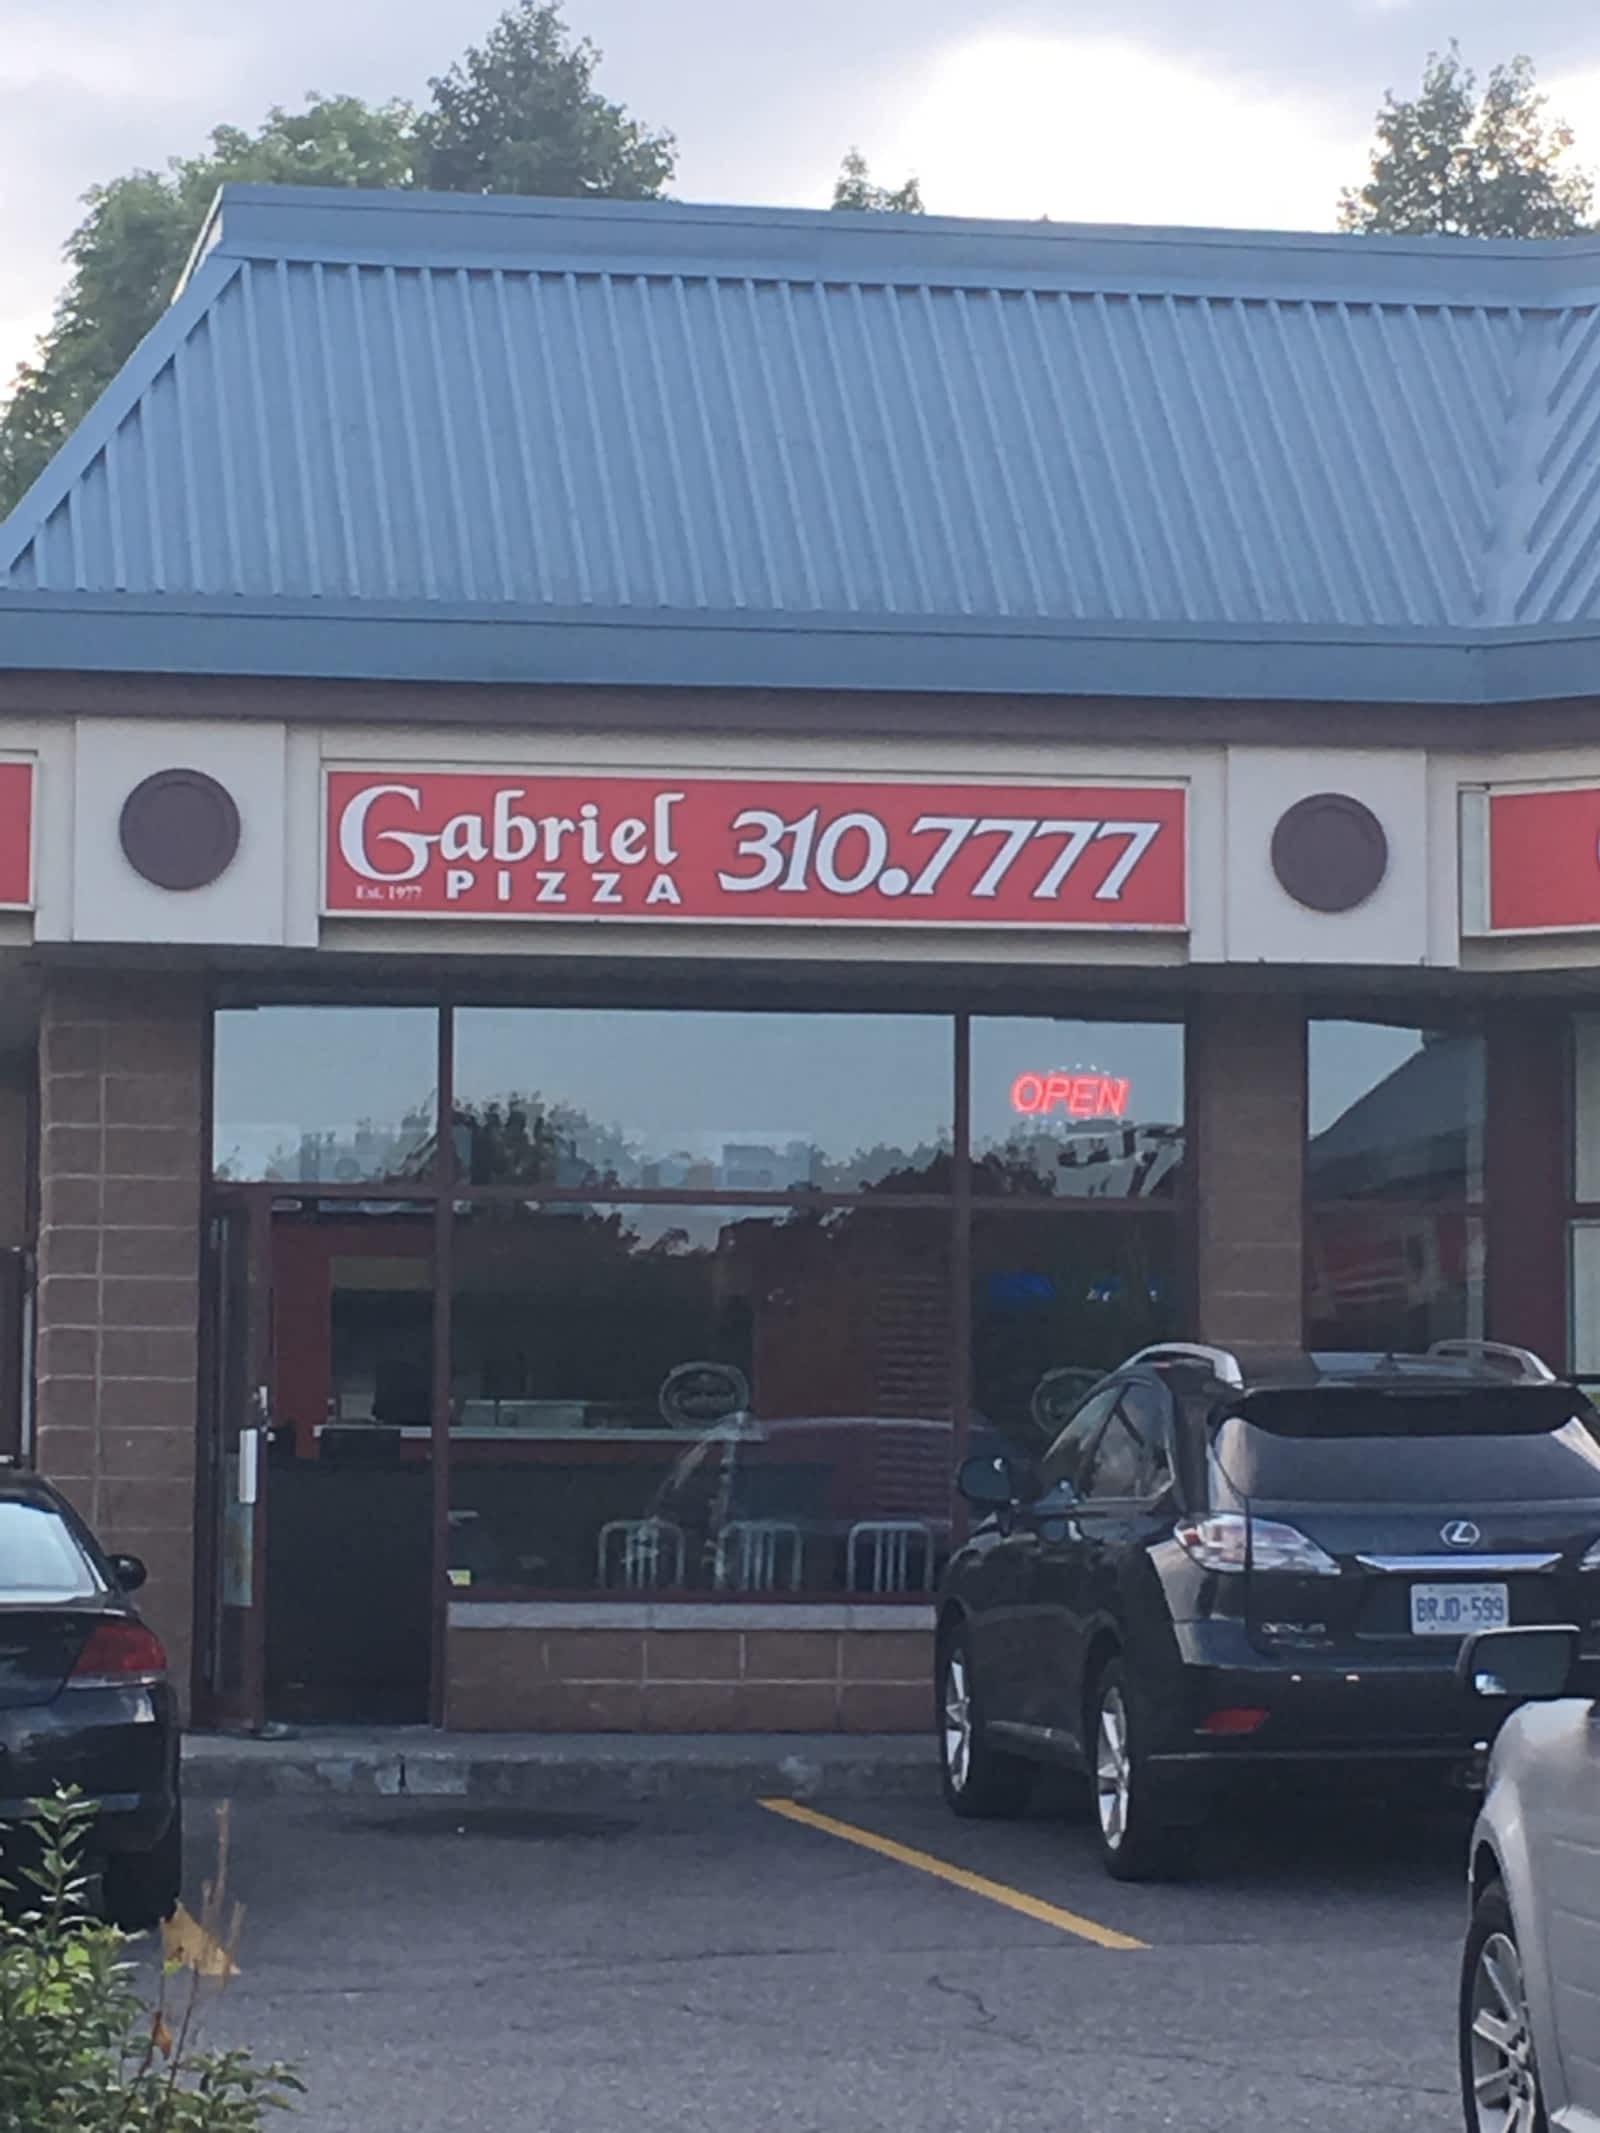 Gabriel 310.7777
Est. 1977 PIZZA
OPEN
BRJD·599